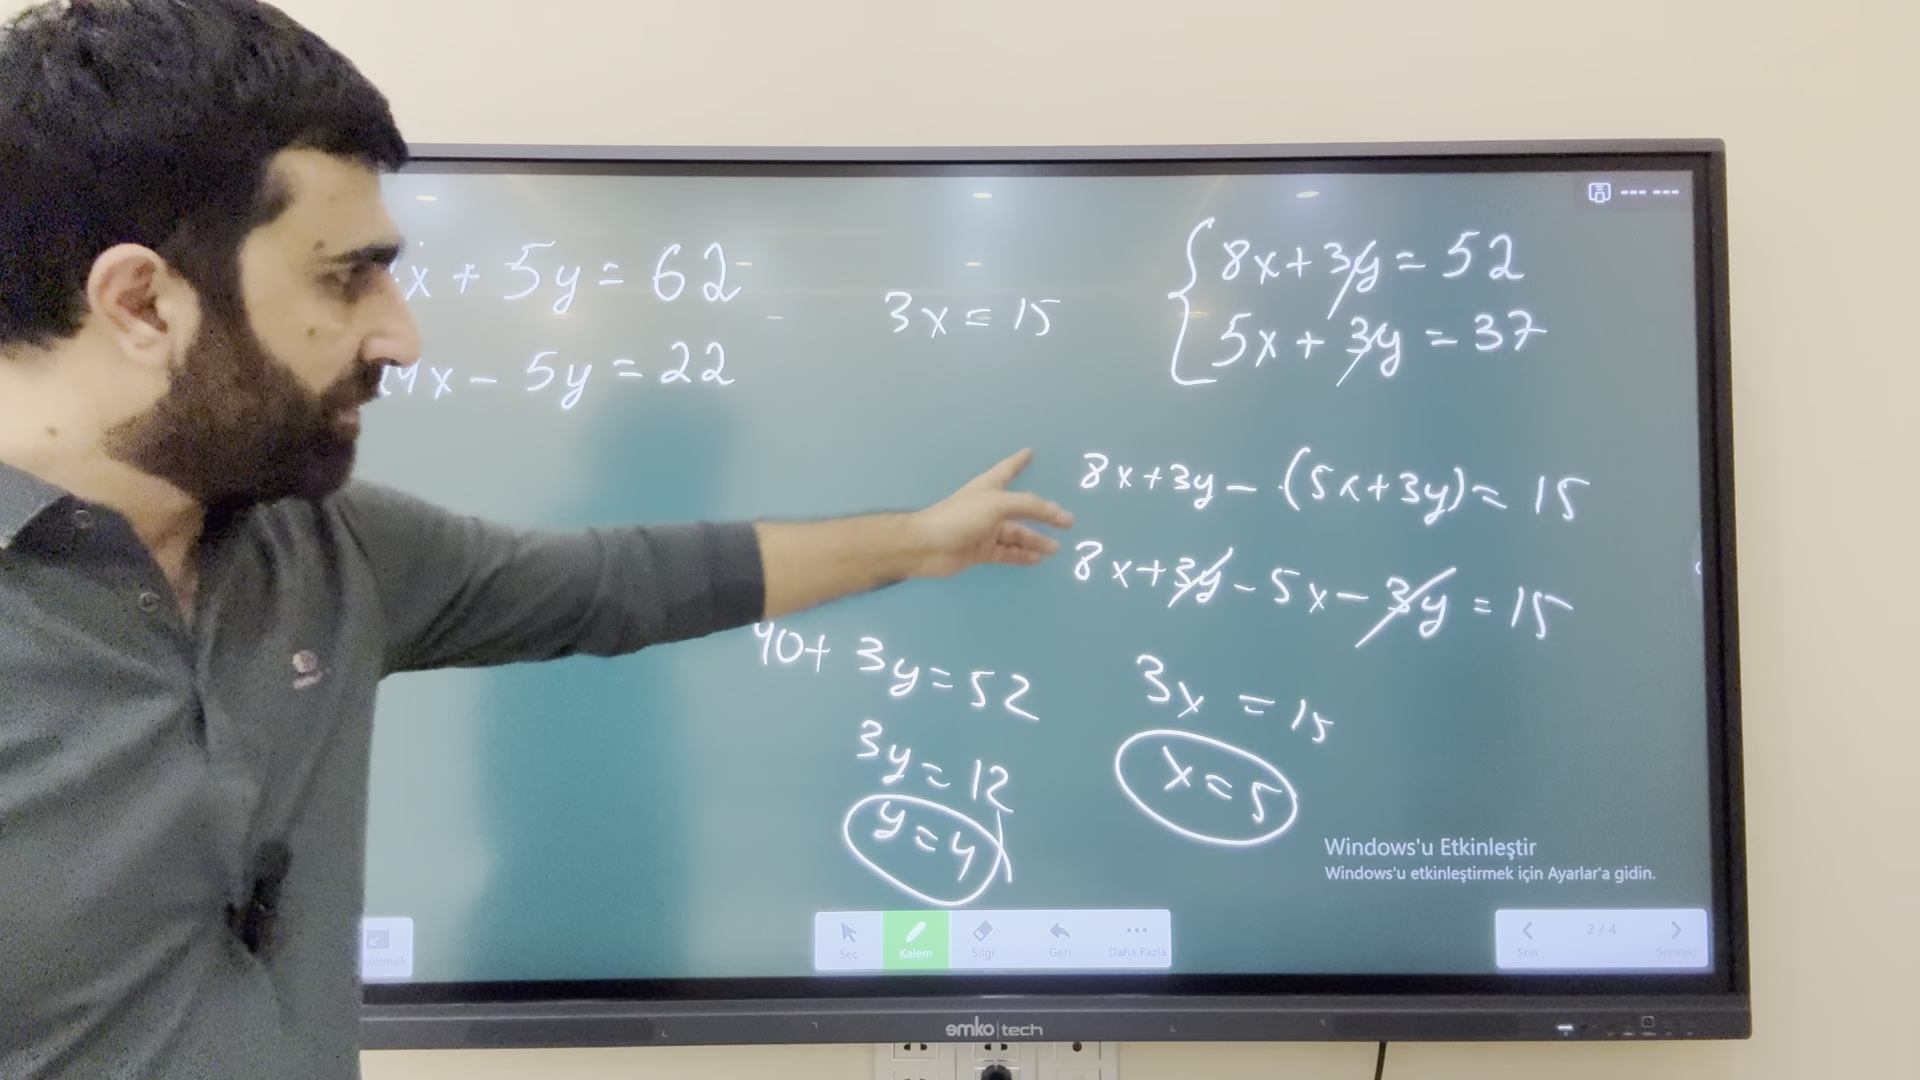 x + 5y = 62
4x - 5y = 22
3x = 15
8x + 3y = 52
5x + 3y = 37
8x + 3y - (5x + 3y) = 15
8x + 3y - 5x - 3y = 15
40 + 3y = 52
3y = 12
y = 4
3x = 15
x = 5
Windows'u Etkinleştir
Windows'u etkinleştirmek için Ayarlar'a gidin.
Seç
Kalem
Silgi
Geri
Daha Fazla
2 / 4
Son
Sonraki
emko|tech